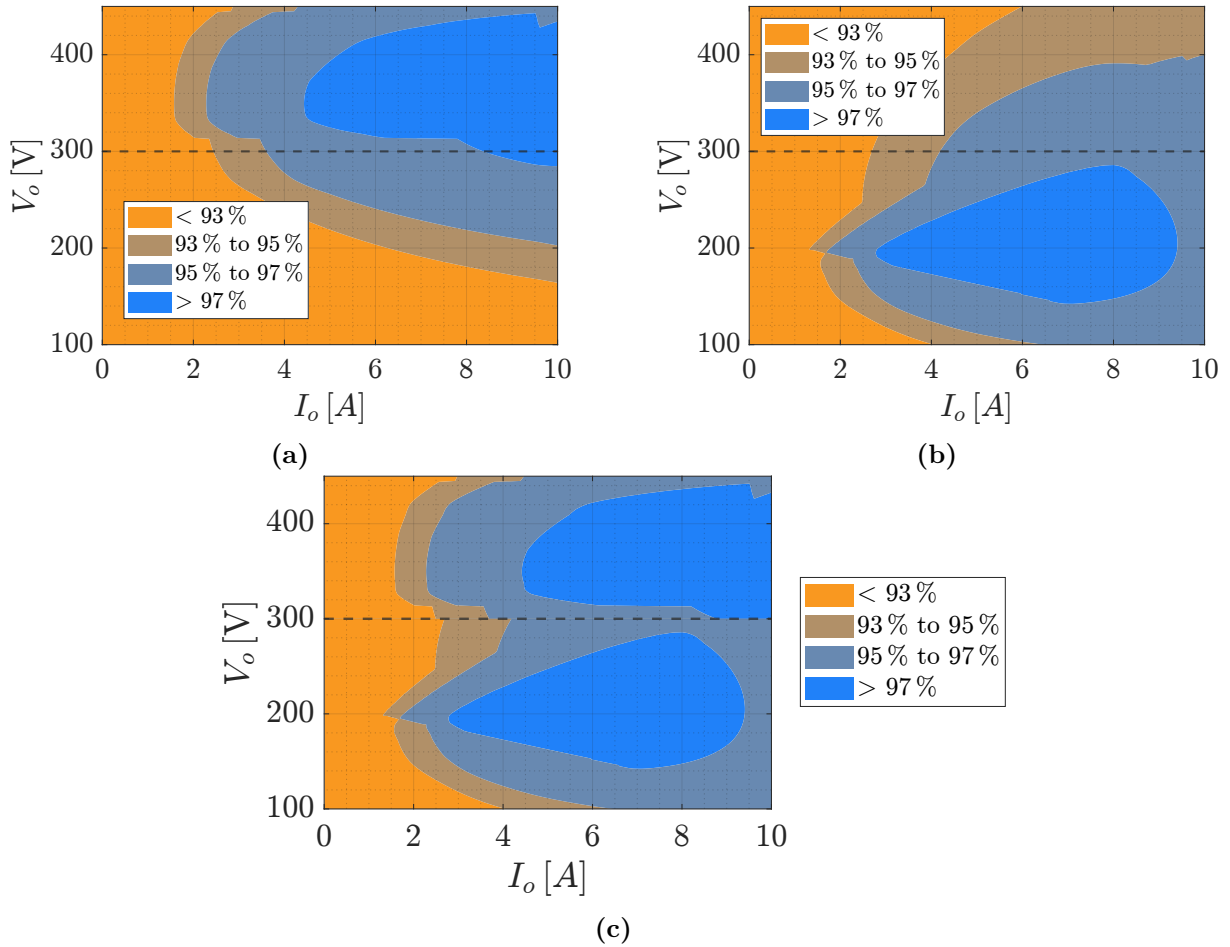 400
300
200
100
V_o [V]
< 93 %
93 % to 95 %
95 % to 97 %
> 97 %
0 2 4 6 8 10
I_o [A]
(a)
400
300
200
100
V_o [V]
< 93 %
93 % to 95 %
95 % to 97 %
> 97 %
0 2 4 6 8 10
I_o [A]
(b)
400
300
200
100
V_o [V]
0 2 4 6 8 10
I_o [A]
< 93 %
93 % to 95 %
95 % to 97 %
> 97 %
(c)